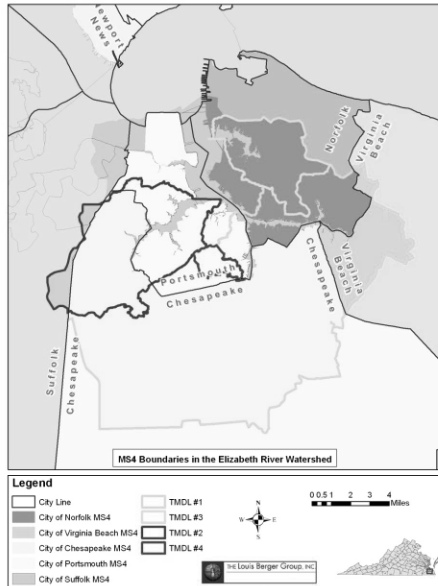 Newport
News
Norfolk
Virginia
Beach
Portsmouth
Chesapeake
Chesapeake
Virginia
Beach
Suffolk
Chesapeake
MS4 Boundaries in the Elizabeth River Watershed
Legend
City Line
City of Norfolk MS4
City of Virginia Beach MS4
City of Chesapeake MS4
City of Portsmouth MS4
City of Suffolk MS4
TMDL #1
TMDL #3
TMDL #2
TMDL #4
N
W E
S
0 0.5 1 2 3 4
Miles
THE Louis Berger Group, INC.